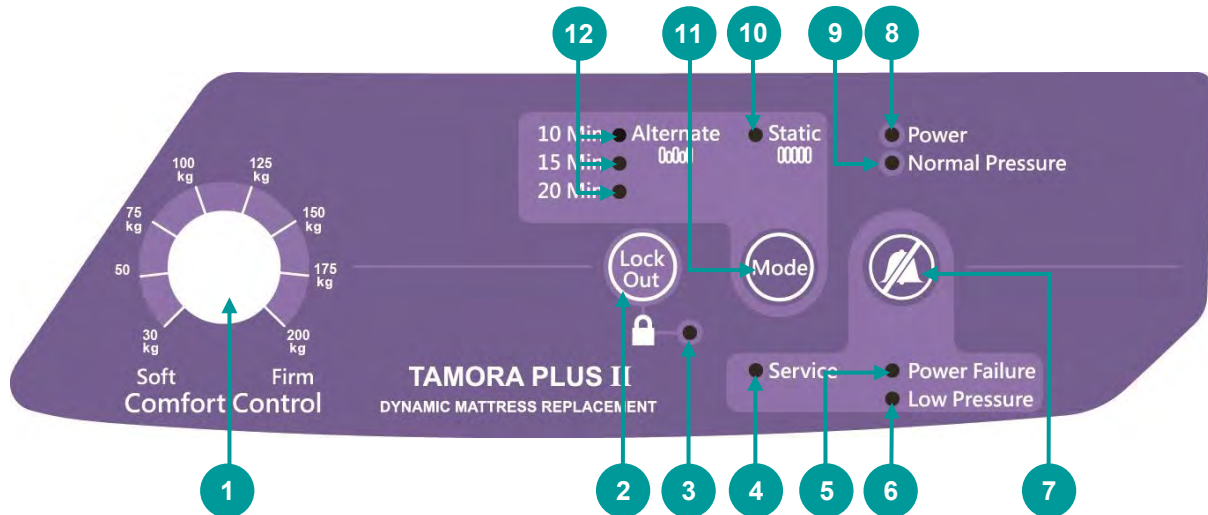 12
11
10
9
8
10 Min
Alternate
Static
Power
15 Min
Normal Pressure
20 Min
100
kg
125
kg
75
kg
150
kg
50
175
kg
30
kg
200
kg
Soft
Firm
Comfort Control
Lock
Out
Mode
TAMORA PLUS II
DYNAMIC MATTRESS REPLACEMENT
Service
Power Failure
Low Pressure
1
2
3
4
5
6
7